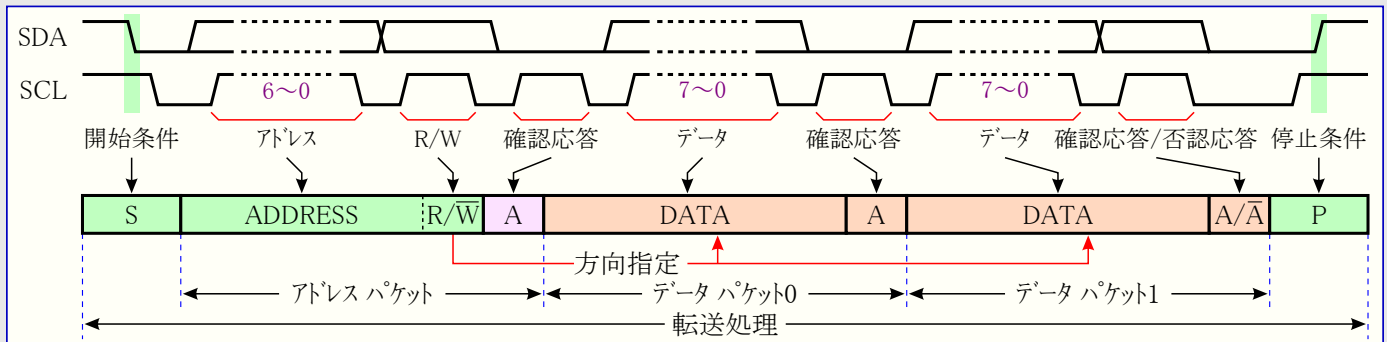 SDA
SCL
6～0 7～0 7～0
開始条件 アドレス R/W 確認応答 データ 確認応答 データ 確認応答/否認応答 停止条件
S ADDRESS R/W̅ A DATA A DATA A/A̅ P
方向指定
アドレス パケット データ パケット0 データ パケット1
転送処理